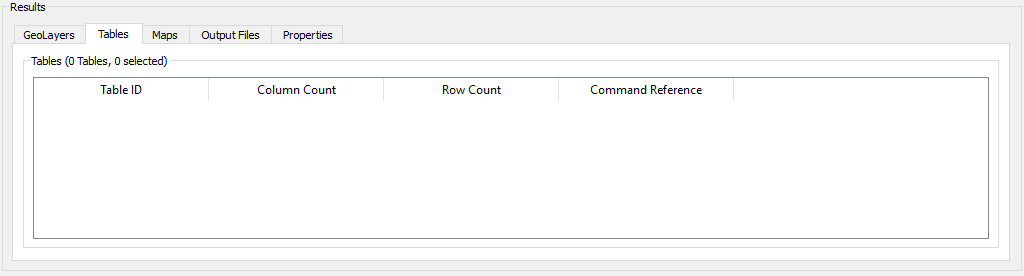 Results
GeoLayers Tables Maps Output Files Properties
Tables (0 Tables, 0 selected)
Table ID Column Count Row Count Command Reference